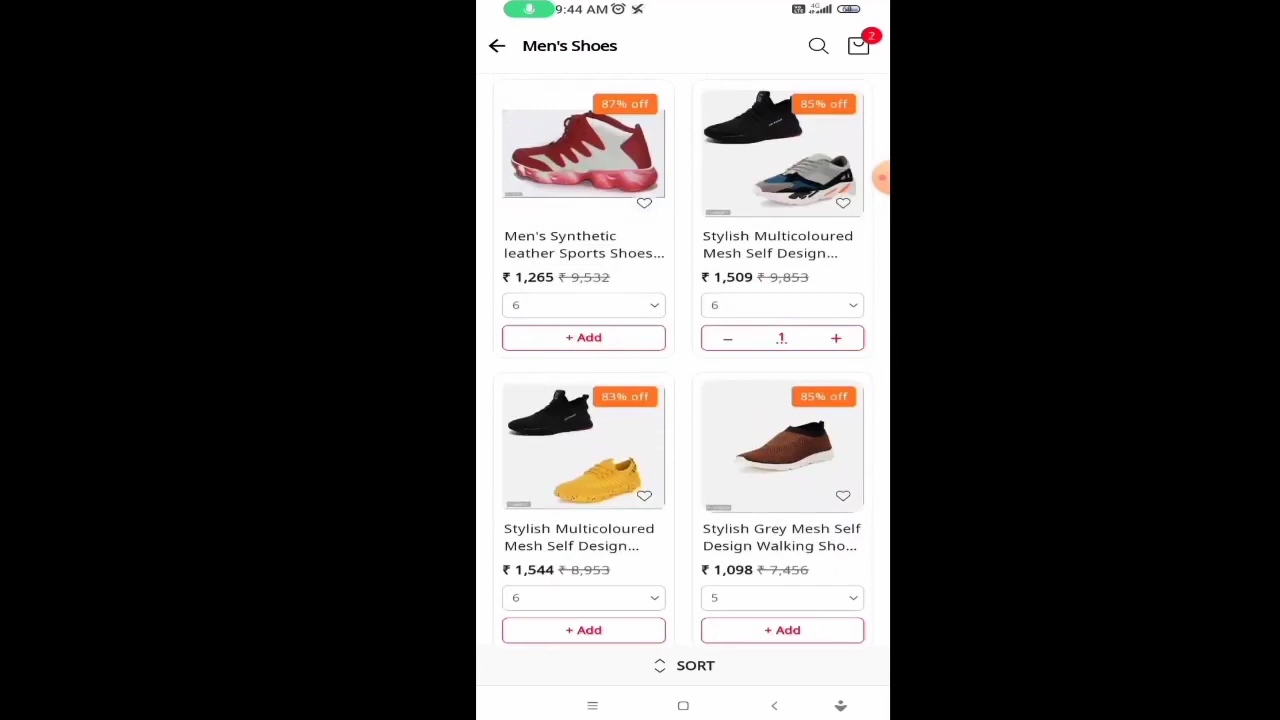 9:44 AM
4G
Men's Shoes
2
87% off
Men's Synthetic
leather Sports Shoes...
₹ 1,265 ₹ 9,532
6
+ Add
85% off
Stylish Multicoloured
Mesh Self Design...
₹ 1,509 ₹ 9,853
6
− 1 +
83% off
Stylish Multicoloured
Mesh Self Design...
₹ 1,544 ₹ 8,953
6
+ Add
85% off
Stylish Grey Mesh Self
Design Walking Sho...
₹ 1,098 ₹ 7,456
5
+ Add
SORT